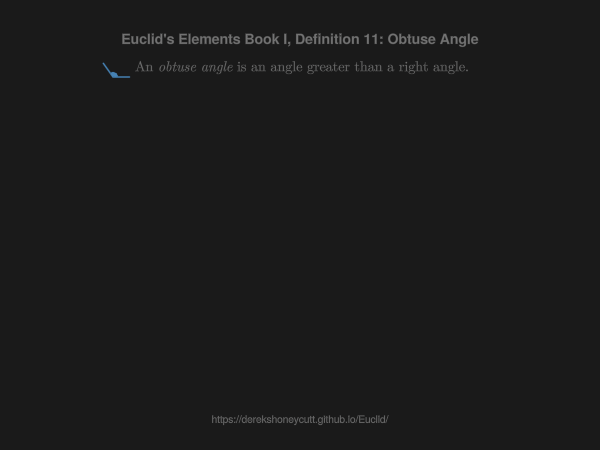 Euclid's Elements Book I, Definition 11: Obtuse Angle
An obtuse angle is an angle greater than a right angle.
https://derekshoneycutt.github.io/Euclid/